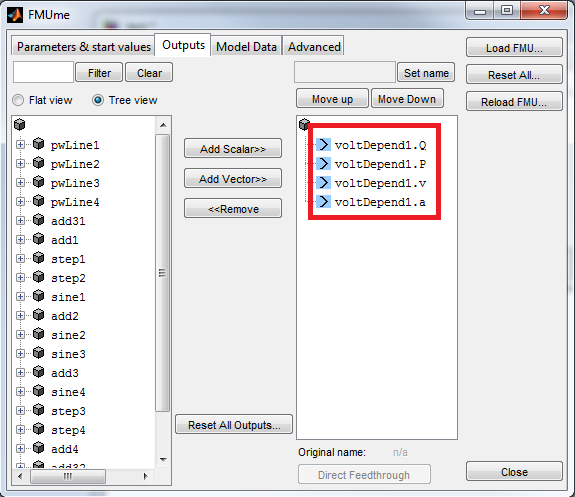 FMUme
Parameters & start values
Outputs
Model Data
Advanced
Load FMU...
Filter
Clear
Set name
Reset All...
Flat view
Tree view
Move up
Move Down
Reload FMU...
pwLine1
pwLine2
pwLine3
pwLine4
add31
add1
step1
step2
sine1
add2
sine2
sine3
add3
sine4
step3
step4
add4
add32
Add Scalar>>
Add Vector>>
<<Remove
Reset All Outputs...
voltDepend1.Q
voltDepend1.P
voltDepend1.v
voltDepend1.a
Original name:
n/a
Direct Feedthrough
Close